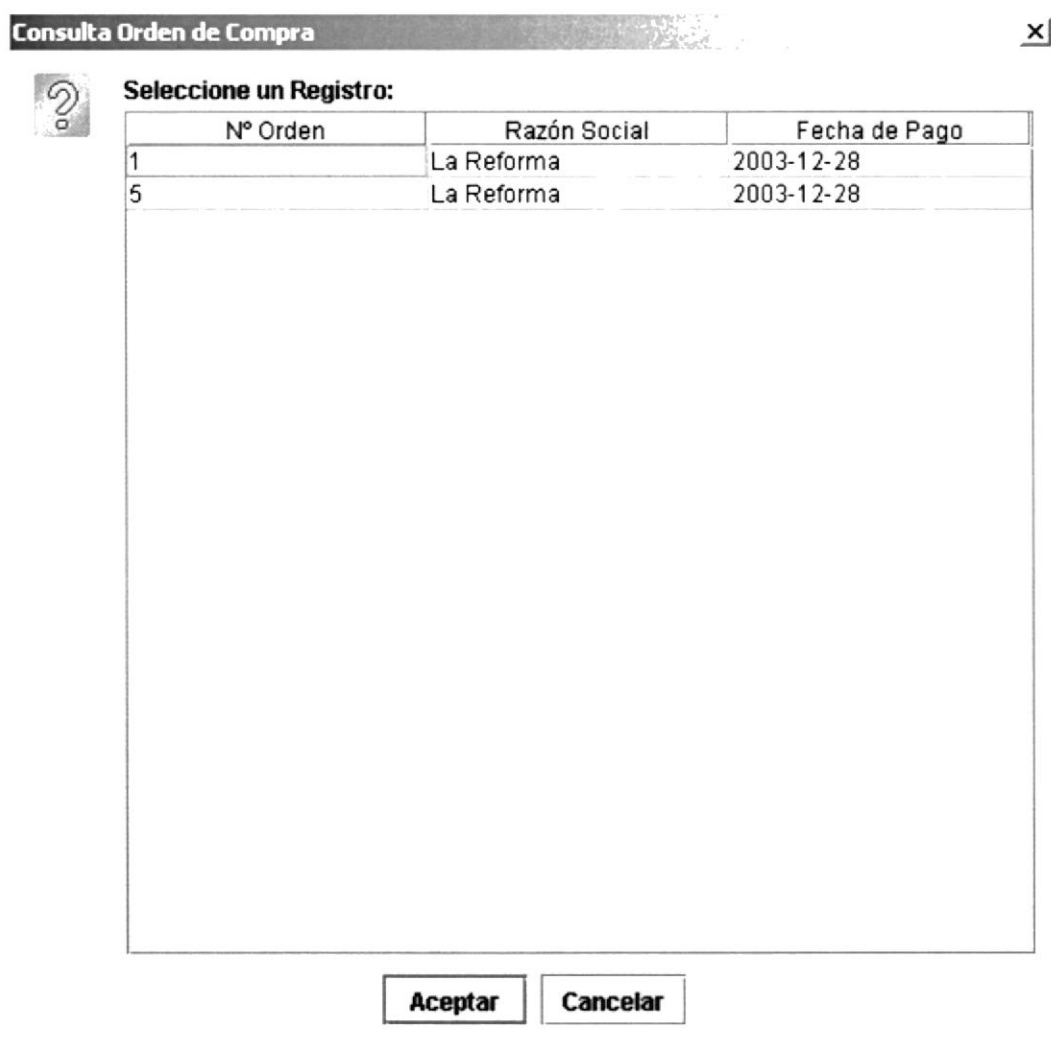 Consulta Orden de Compra
Seleccione un Registro:
Nº Orden Razón Social Fecha de Pago
1 La Reforma 2003-12-28
5 La Reforma 2003-12-28
Aceptar Cancelar